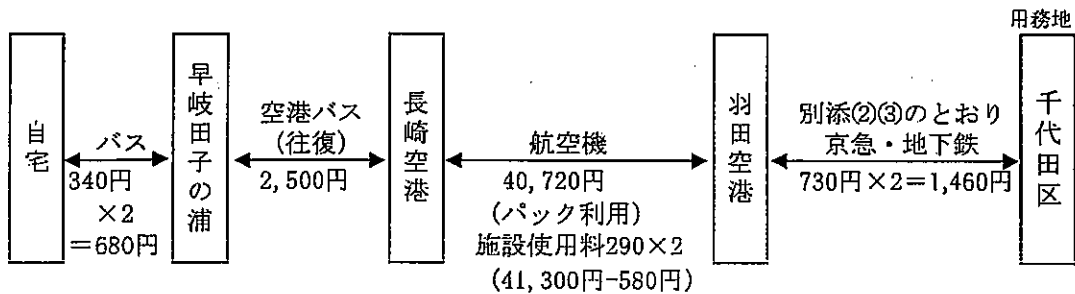 用務地
自宅
バス
340円
×2
=680円
早岐田子の浦
空港バス
(往復)
2,500円
長崎空港
航空機
40,720円
(パック利用)
施設使用料290×2
(41,300円-580円)
羽田空港
別添②③のとおり
京急・地下鉄
730円×2=1,460円
千代田区